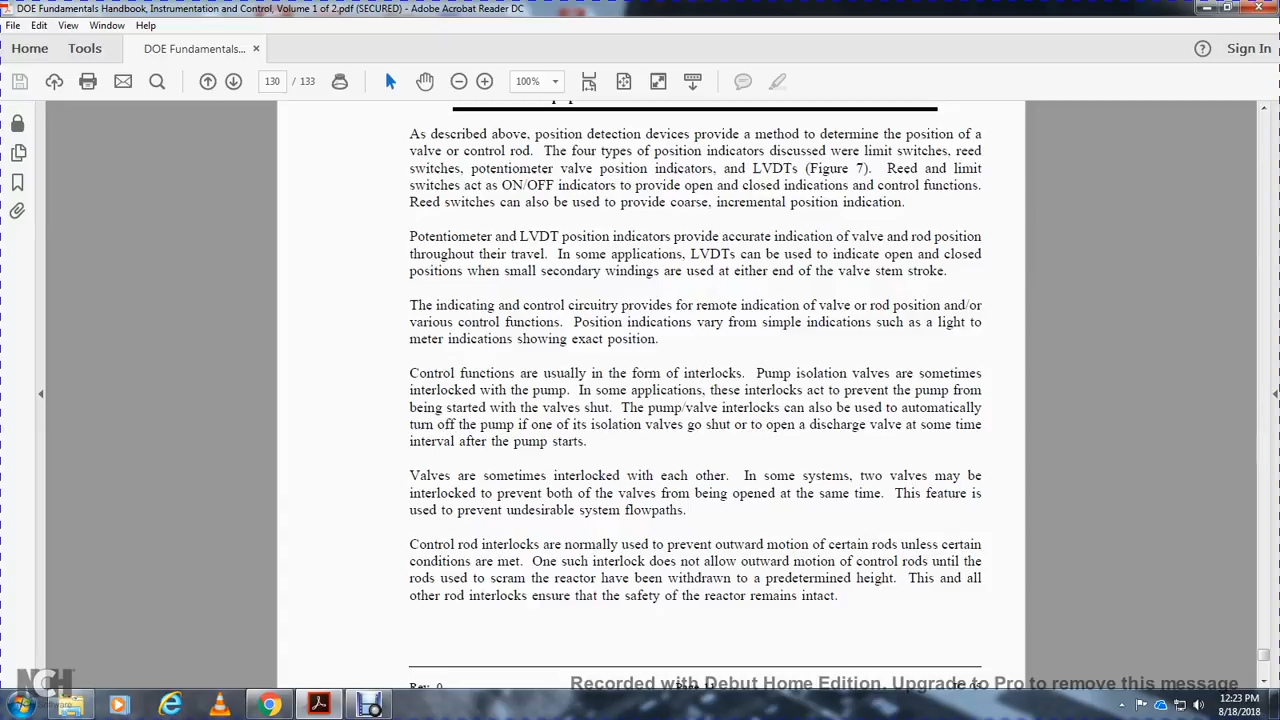 DOE Fundamentals Handbook, Instrumentation and Control, Volume 1 of 2.pdf (SECURED) - Adobe Acrobat Reader DC
File Edit View Window Help
Home Tools DOE Fundamentals... × Sign In
130 / 133 100%
As described above, position detection devices provide a method to determine the position of a
valve or control rod. The four types of position indicators discussed were limit switches, reed
switches, potentiometer valve position indicators, and LVDTs (Figure 7). Reed and limit
switches act as ON/OFF indicators to provide open and closed indications and control functions.
Reed switches can also be used to provide coarse, incremental position indication.
Potentiometer and LVDT position indicators provide accurate indication of valve and rod position
throughout their travel. In some applications, LVDTs can be used to indicate open and closed
positions when small secondary windings are used at either end of the valve stem stroke.
The indicating and control circuitry provides for remote indication of valve or rod position and/or
various control functions. Position indications vary from simple indications such as a light to
meter indications showing exact position.
Control functions are usually in the form of interlocks. Pump isolation valves are sometimes
interlocked with the pump. In some applications, these interlocks act to prevent the pump from
being started with the valves shut. The pump/valve interlocks can also be used to automatically
turn off the pump if one of its isolation valves go shut or to open a discharge valve at some time
interval after the pump starts.
Valves are sometimes interlocked with each other. In some systems, two valves may be
interlocked to prevent both of the valves from being opened at the same time. This feature is
used to prevent undesirable system flowpaths.
Control rod interlocks are normally used to prevent outward motion of certain rods unless certain
conditions are met. One such interlock does not allow outward motion of control rods until the
rods used to scram the reactor have been withdrawn to a predetermined height. This and all
other rod interlocks ensure that the safety of the reactor remains intact.
Rev. 0
Recorded with Debut Home Edition. Upgrade to Pro to remove this message
NCH
Software
12:23 PM
8/18/2018